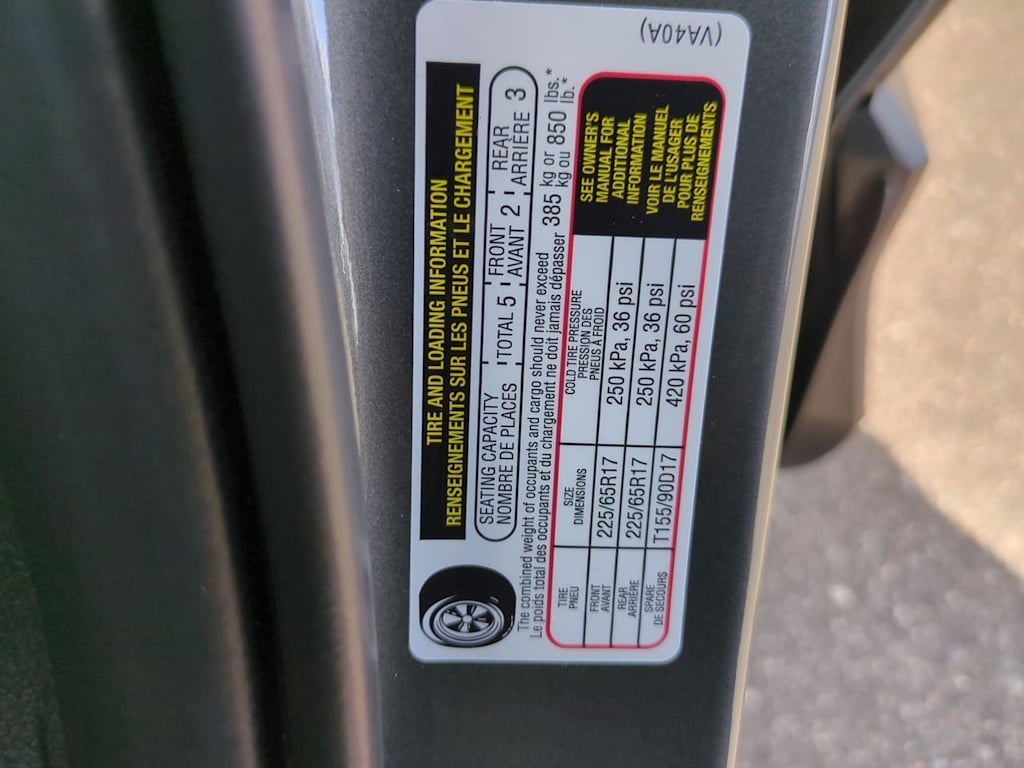 (VA40A)
TIRE AND LOADING INFORMATION
RENSEIGNEMENTS SUR LES PNEUS ET LE CHARGEMENT
SEATING CAPACITY TOTAL 5 FRONT 2 REAR 3
NOMBRE DE PLACES AVANT ARRIÈRE
The combined weight of occupants and cargo should never exceed 385 kg or 850 lbs.*
Le poids total des occupants et du chargement ne doit jamais dépasser kg ou lb.*
TIRE SIZE COLD TIRE PRESSURE
PNEU DIMENSIONS PRESSION DES
PNEUS À FROID
FRONT 225/65R17 250 kPa, 36 psi
AVANT
REAR 225/65R17 250 kPa, 36 psi
ARRIÈRE
SPARE T155/90D17 420 kPa, 60 psi
DE SECOURS
SEE OWNER'S
MANUAL FOR
ADDITIONAL
INFORMATION
VOIR LE MANUEL
DE L'USAGER
POUR PLUS DE
RENSEIGNEMENTS